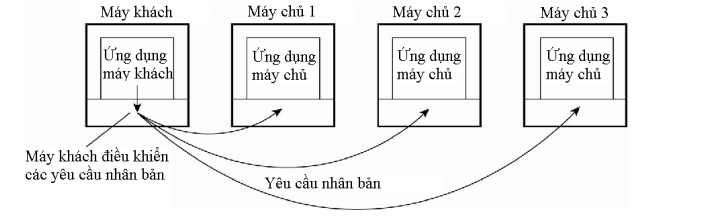 Máy khách
Máy chủ 1
Máy chủ 2
Máy chủ 3
Ứng dụng
máy khách
Ứng dụng
máy chủ
Ứng dụng
máy chủ
Ứng dụng
máy chủ
Máy khách điều khiển
các yêu cầu nhân bản
Yêu cầu nhân bản